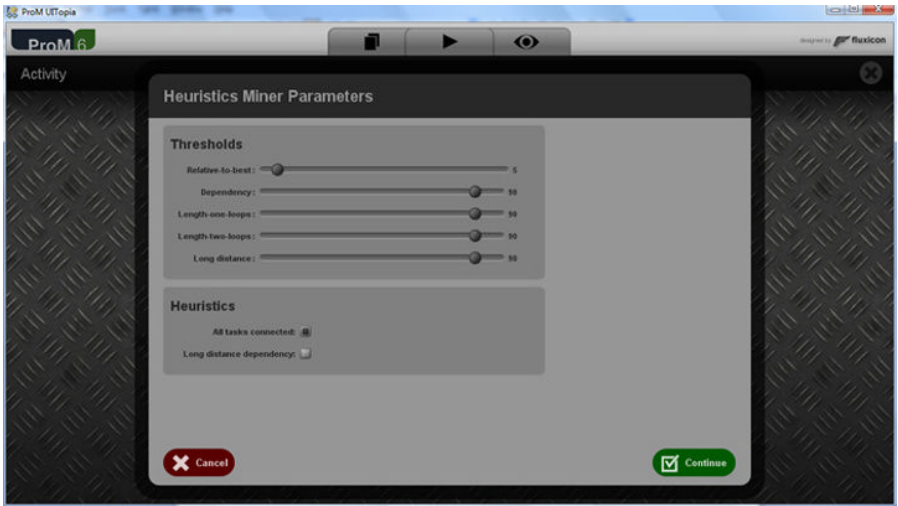 ProM UITopia
ProM 6
designed by fluxicon
Activity
Heuristics Miner Parameters
Thresholds
Relative-to-best: 5
Dependency: 90
Length-one-loops: 90
Length-two-loops: 90
Long distance: 90
Heuristics
All tasks connected:
Long distance dependency:
Cancel
Continue